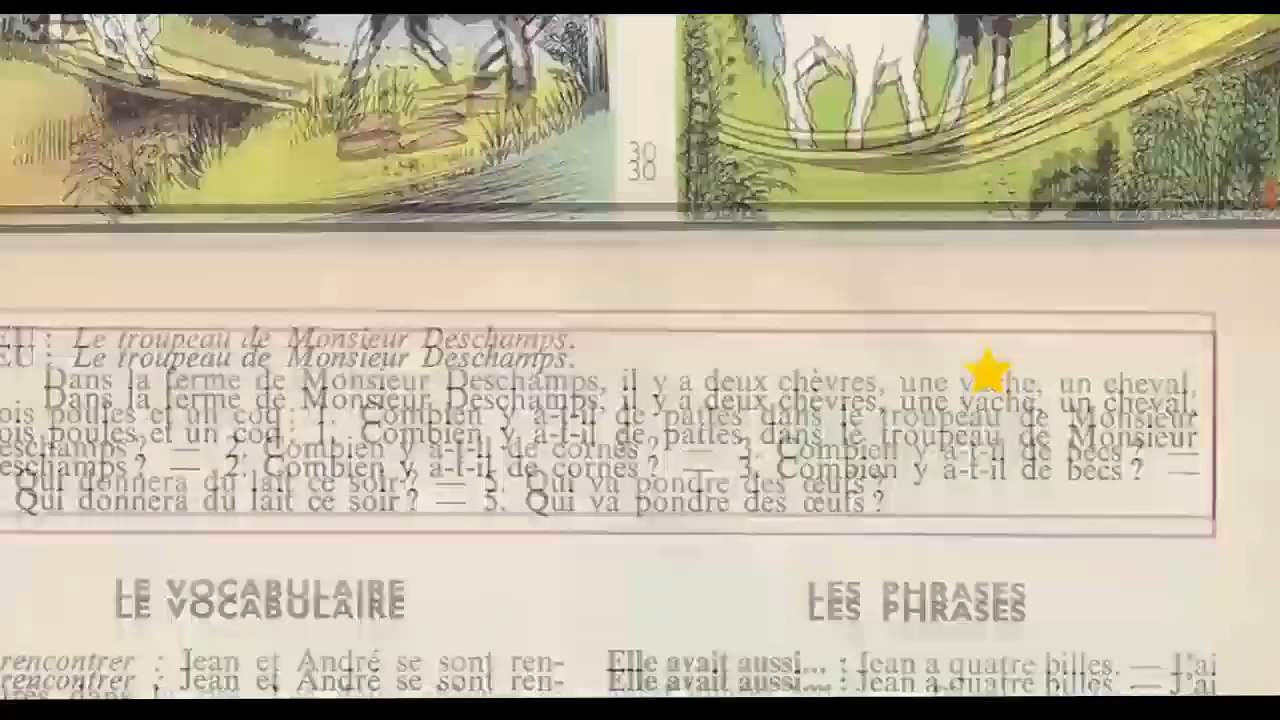 30
EU : Le troupeau de Monsieur Deschamps.
Dans la ferme de Monsieur Deschamps, il y a deux chèvres, une vache, un cheval,
ois poules et un coq. 1. Combien y a-t-il de pattes dans le troupeau de Monsieur
eschamps ? — 2. Combien y a-t-il de cornes ? — 3. Combien y a-t-il de becs ? —
Qui donnera du lait ce soir ? — 5. Qui va pondre des œufs ?
LE VOCABULAIRE
LES PHRASES
rencontrer : Jean et André se sont ren-
Elle avait aussi... : Jean a quatre billes. — J'ai